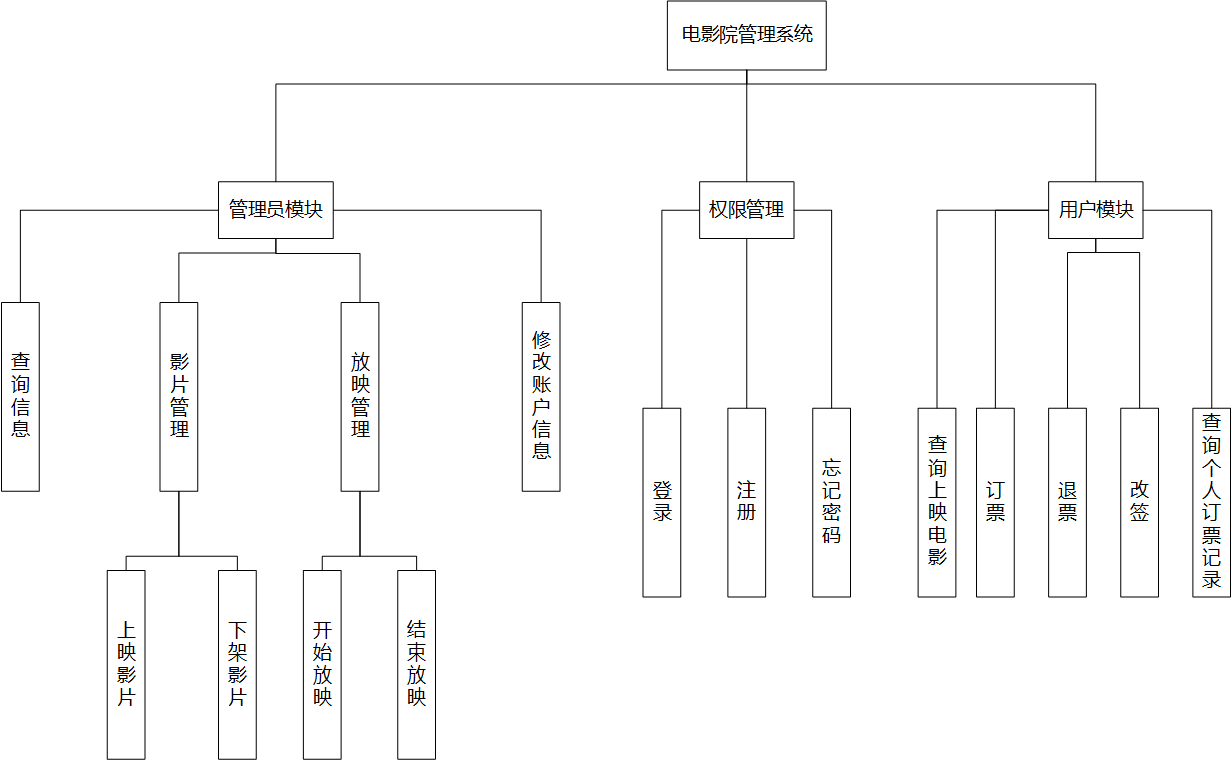 电影院管理系统
管理员模块
权限管理
用户模块
查询信息
影片管理
放映管理
修改账户信息
登录
注册
忘记密码
查询上映电影
订票
退票
改签
查询个人订票记录
上映影片
下架影片
开始放映
结束放映